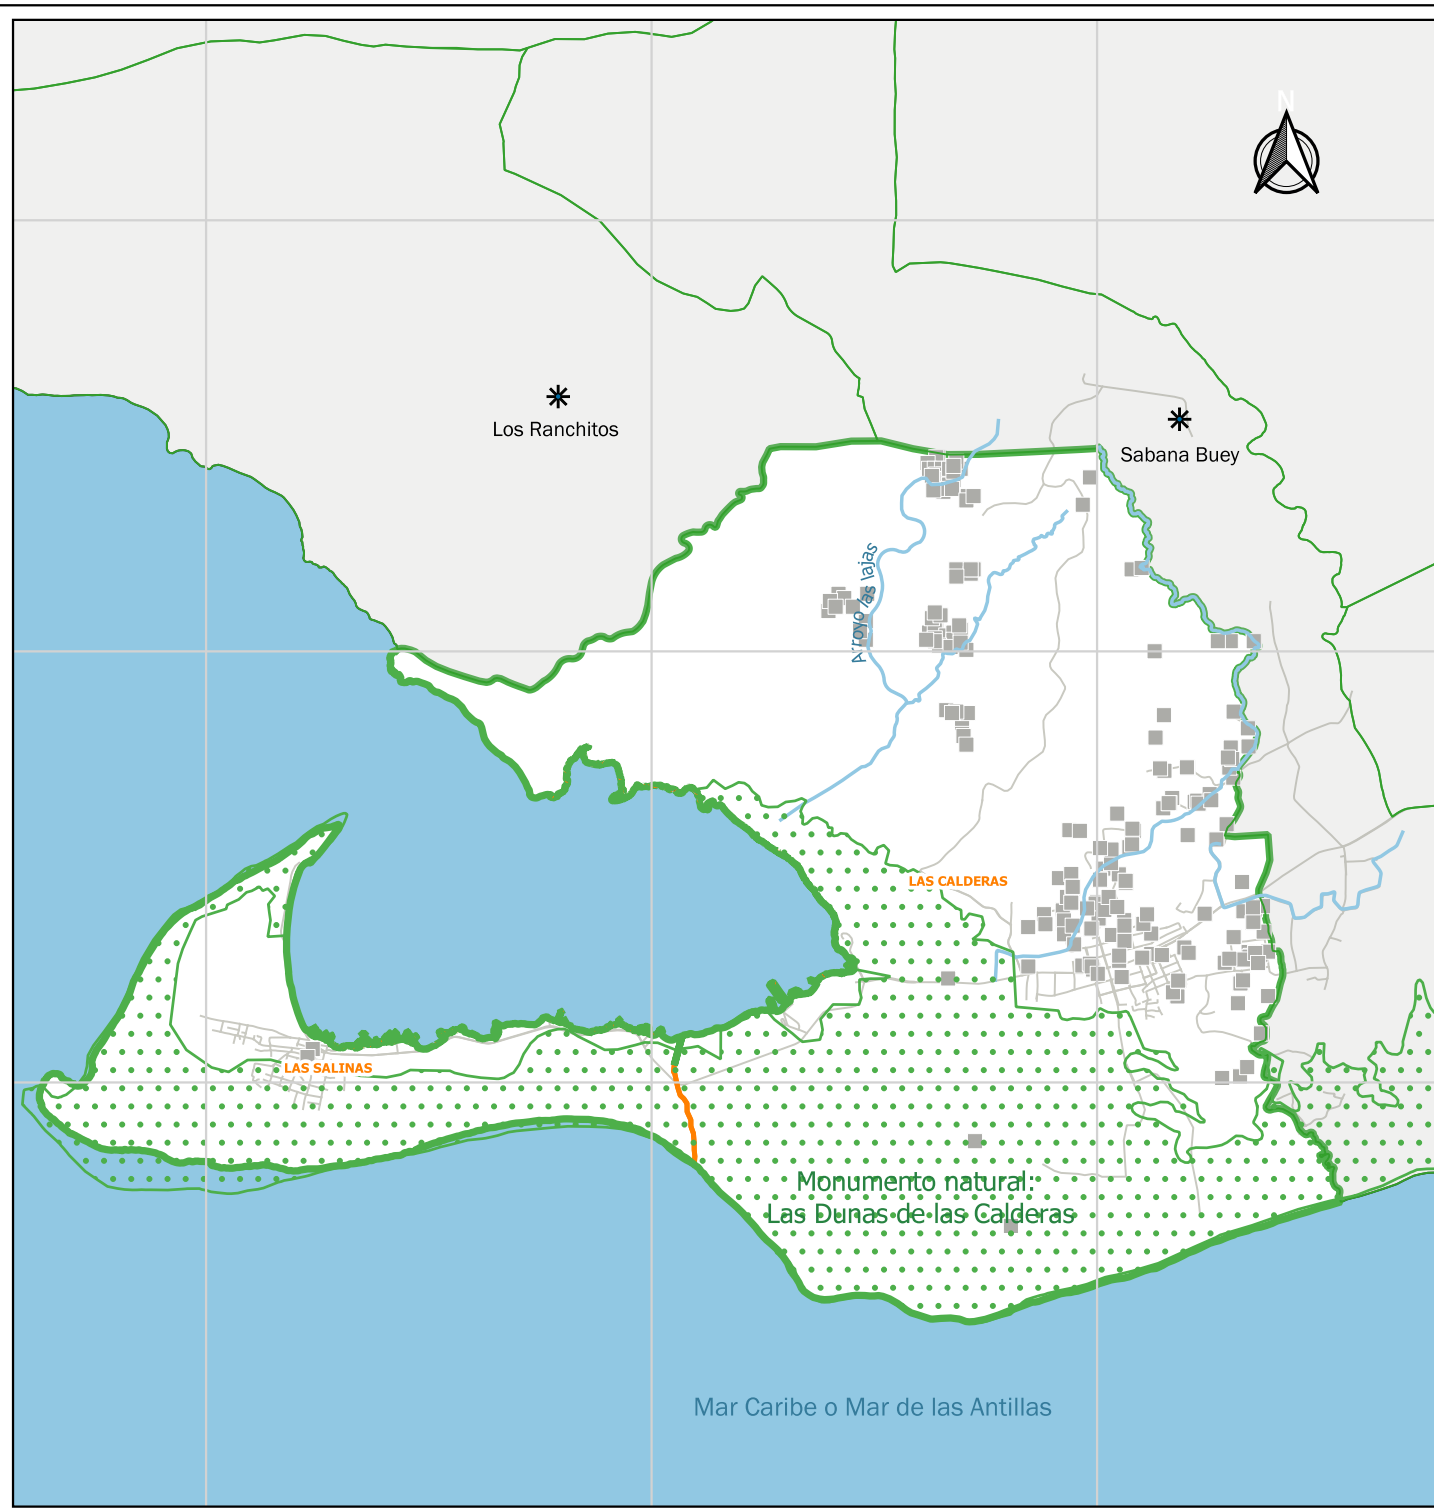 N
Los Ranchitos
Sabana Buey
Arroyo las lajas
LAS CALDERAS
LAS SALINAS
Monumento natural:
Las Dunas de las Calderas
Mar Caribe o Mar de las Antillas